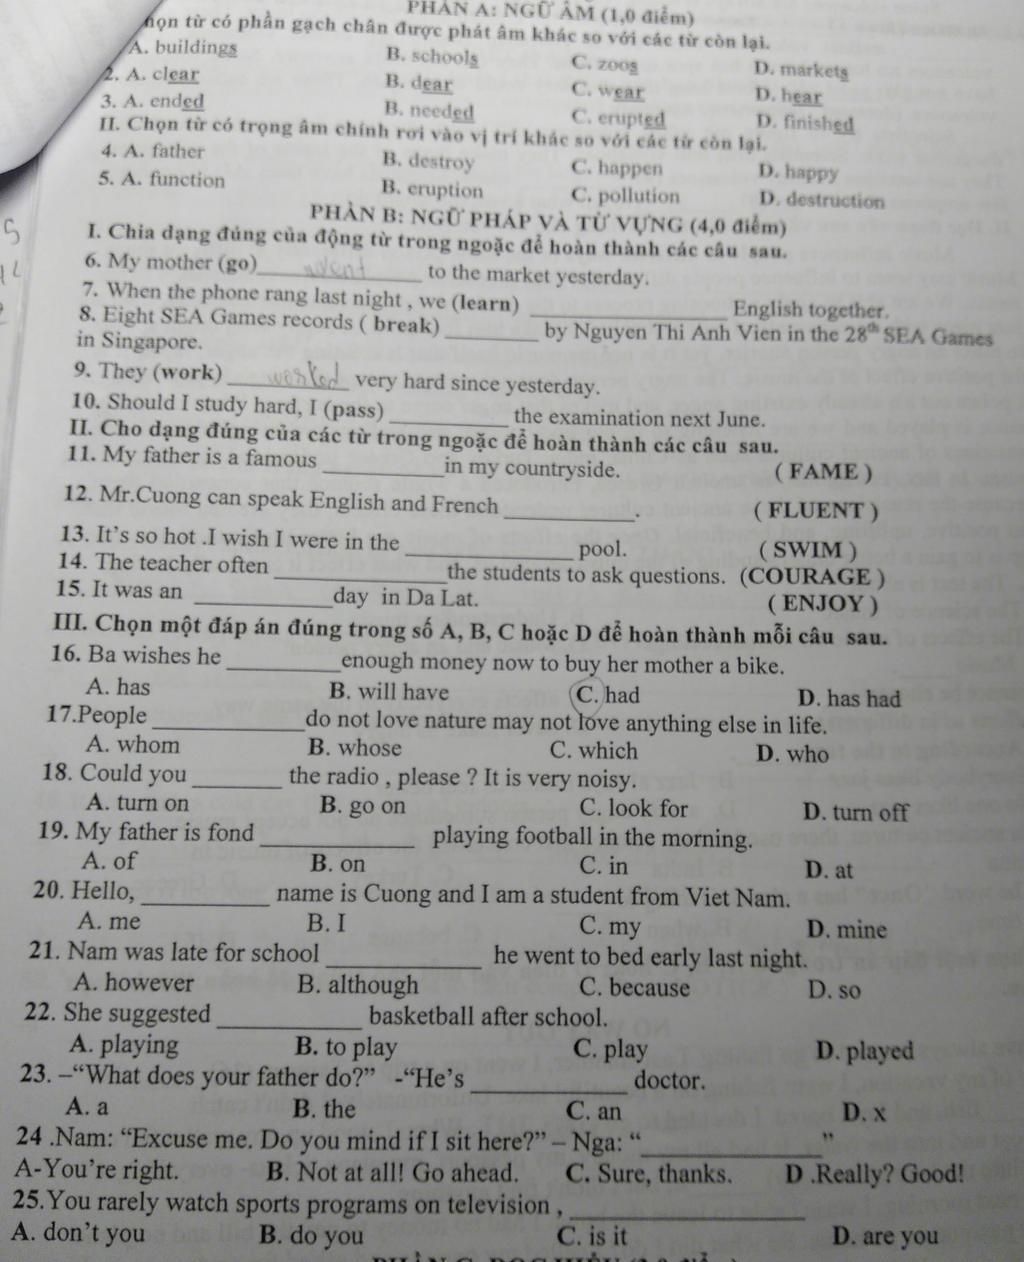 PHẦN A: NGỮ ÂM (1,0 điểm)
họn từ có phần gạch chân được phát âm khác so với các từ còn lại.
A. buildings B. schools C. zoos D. markets
2. A. clear B. dear C. wear D. hear
3. A. ended B. needed C. erupted D. finished
II. Chọn từ có trọng âm chính rơi vào vị trí khác so với các từ còn lại.
4. A. father B. destroy C. happen D. happy
5. A. function B. eruption C. pollution D. destruction
PHẦN B: NGỮ PHÁP VÀ TỪ VỰNG (4,0 điểm)
I. Chia dạng đúng của động từ trong ngoặc để hoàn thành các câu sau.
6. My mother (go)______________ to the market yesterday.
7. When the phone rang last night , we (learn) ______________ English together.
8. Eight SEA Games records ( break) ________ by Nguyen Thi Anh Vien in the 28th SEA Games
in Singapore.
9. They (work) worked very hard since yesterday.
10. Should I study hard, I (pass) __________ the examination next June.
II. Cho dạng đúng của các từ trong ngoặc để hoàn thành các câu sau.
11. My father is a famous __________in my countryside. ( FAME )
12. Mr.Cuong can speak English and French ___________. ( FLUENT )
13. It's so hot .I wish I were in the ______________ pool. ( SWIM )
14. The teacher often ______________the students to ask questions. (COURAGE )
15. It was an ____________day in Da Lat. ( ENJOY )
III. Chọn một đáp án đúng trong số A, B, C hoặc D để hoàn thành mỗi câu sau.
16. Ba wishes he __________enough money now to buy her mother a bike.
A. has B. will have C. had D. has had
17.People _____________do not love nature may not love anything else in life.
A. whom B. whose C. which D. who
18. Could you ________ the radio , please ? It is very noisy.
A. turn on B. go on C. look for D. turn off
19. My father is fond _____________ playing football in the morning.
A. of B. on C. in D. at
20. Hello, ___________ name is Cuong and I am a student from Viet Nam.
A. me B. I C. my D. mine
21. Nam was late for school _____________ he went to bed early last night.
A. however B. although C. because D. so
22. She suggested ____________ basketball after school.
A. playing B. to play C. play D. played
23. –“What does your father do?” -“He’s _____________ doctor.
A. a B. the C. an D. x
24 .Nam: “Excuse me. Do you mind if I sit here?” – Nga: “_______________”
A-You’re right. B. Not at all! Go ahead. C. Sure, thanks. D .Really? Good!
25.You rarely watch sports programs on television , ___________________
A. don’t you B. do you C. is it D. are you